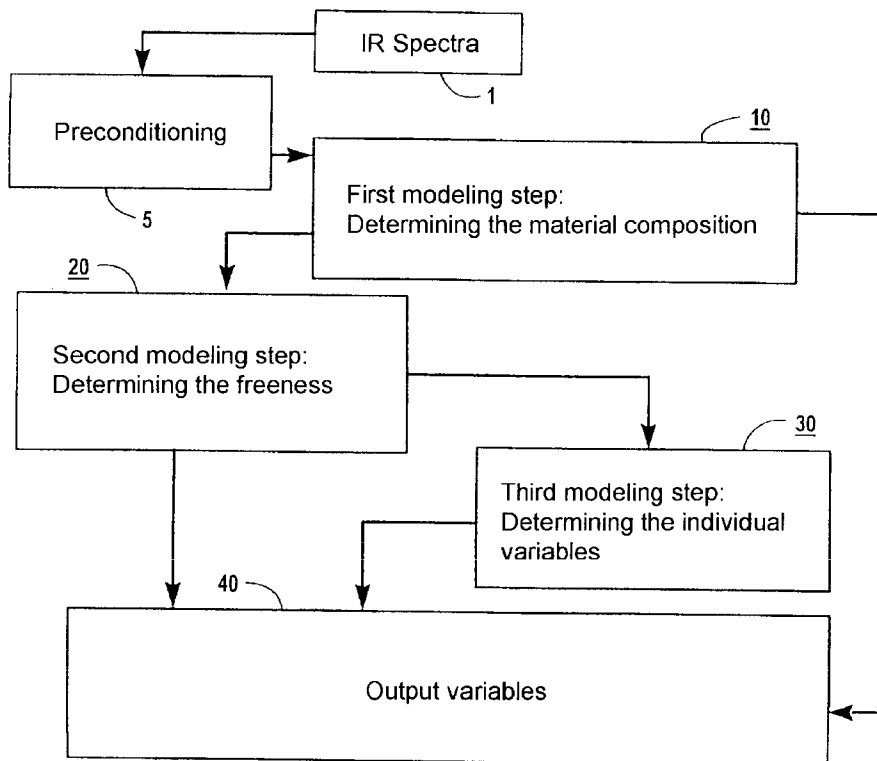 IR Spectra
1
Preconditioning
5
10
First modeling step:
Determining the material composition
20
Second modeling step:
Determining the freeness
30
Third modeling step:
Determining the individual
variables
40
Output variables